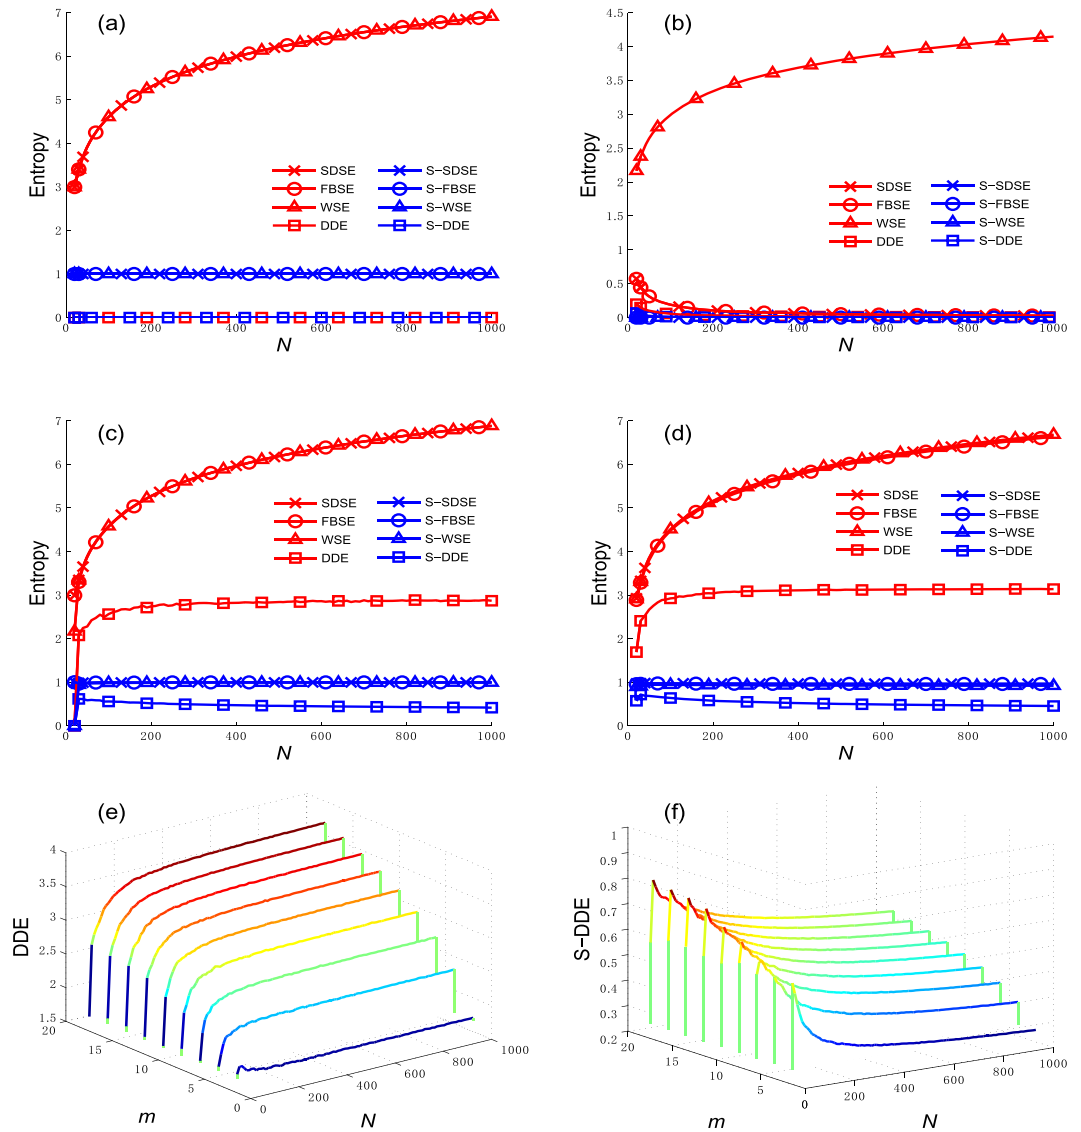 (a)
7
6
5
4
3
2
1
0
Entropy
0 200 400 600 800 1000
N
SDSE
FBSE
WSE
DDE
S-SDSE
S-FBSE
S-WSE
S-DDE
(b)
4.5
4
3.5
3
2.5
2
1.5
1
0.5
0
Entropy
0 200 400 600 800 1000
N
SDSE
FBSE
WSE
DDE
S-SDSE
S-FBSE
S-WSE
S-DDE
(c)
7
6
5
4
3
2
1
0
Entropy
0 200 400 600 800 1000
N
SDSE
FBSE
WSE
DDE
S-SDSE
S-FBSE
S-WSE
S-DDE
(d)
7
6
5
4
3
2
1
0
Entropy
0 200 400 600 800 1000
N
SDSE
FBSE
WSE
DDE
S-SDSE
S-FBSE
S-WSE
S-DDE
(e)
4
3.5
3
2.5
2
1.5
DDE
20 15 10 5 0
m
0 200 400 600 800 1000
N
(f)
1
0.9
0.8
0.7
0.6
0.5
0.4
0.3
0.2
S-DDE
20 15 10 5 0
m
0 200 400 600 800 1000
N